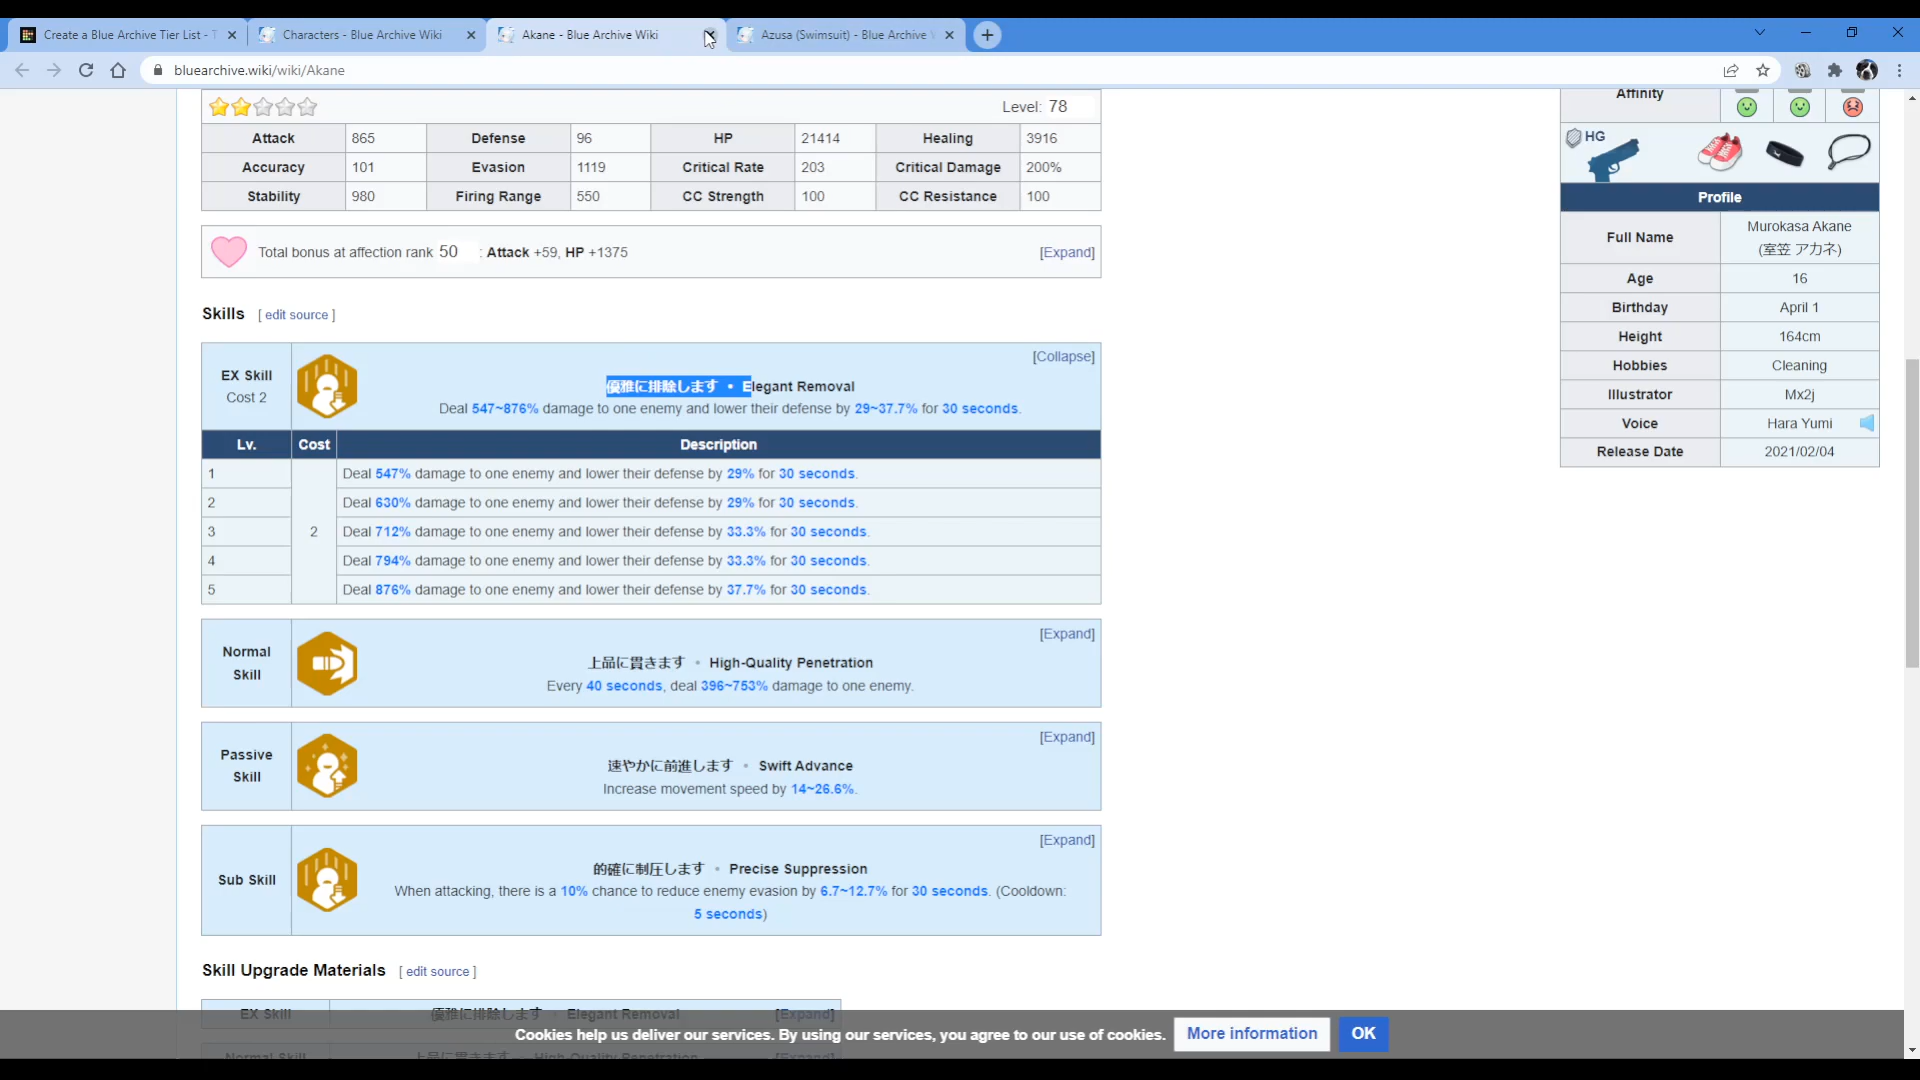 Create a Blue Archive Tier List - T
Characters - Blue Archive Wiki
Akane - Blue Archive Wiki
Azusa (Swimsuit) - Blue Archive W
bluearchive.wiki/wiki/Akane
Level: 78
Attack 865 Defense 96 HP 21414 Healing 3916
Accuracy 101 Evasion 1119 Critical Rate 203 Critical Damage 200%
Stability 980 Firing Range 550 CC Strength 100 CC Resistance 100
Total bonus at affection rank 50 : Attack +59, HP +1375 [Expand]
Skills [ edit source ]
[Collapse]
EX Skill
Cost 2
優雅に排除します • Elegant Removal
Deal 547~876% damage to one enemy and lower their defense by 29~37.7% for 30 seconds.
Lv. Cost Description
1 Deal 547% damage to one enemy and lower their defense by 29% for 30 seconds.
2 Deal 630% damage to one enemy and lower their defense by 29% for 30 seconds.
3 2 Deal 712% damage to one enemy and lower their defense by 33.3% for 30 seconds.
4 Deal 794% damage to one enemy and lower their defense by 33.3% for 30 seconds.
5 Deal 876% damage to one enemy and lower their defense by 37.7% for 30 seconds.
[Expand]
Normal
Skill
上品に貫きます • High-Quality Penetration
Every 40 seconds, deal 396~753% damage to one enemy.
[Expand]
Passive
Skill
速やかに前進します • Swift Advance
Increase movement speed by 14~26.6%.
[Expand]
Sub Skill
的確に制圧します • Precise Suppression
When attacking, there is a 10% chance to reduce enemy evasion by 6.7~12.7% for 30 seconds. (Cooldown:
5 seconds)
Skill Upgrade Materials [ edit source ]
EX Skill 優雅に排除します • Elegant Removal [Expand]
Normal Skill 上品に貫きます • High-Quality Penetration [Expand]
Affinity
HG
Profile
Full Name Murokasa Akane
(室笠 アカネ)
Age 16
Birthday April 1
Height 164cm
Hobbies Cleaning
Illustrator Mx2j
Voice Hara Yumi
Release Date 2021/02/04
Cookies help us deliver our services. By using our services, you agree to our use of cookies. More information OK